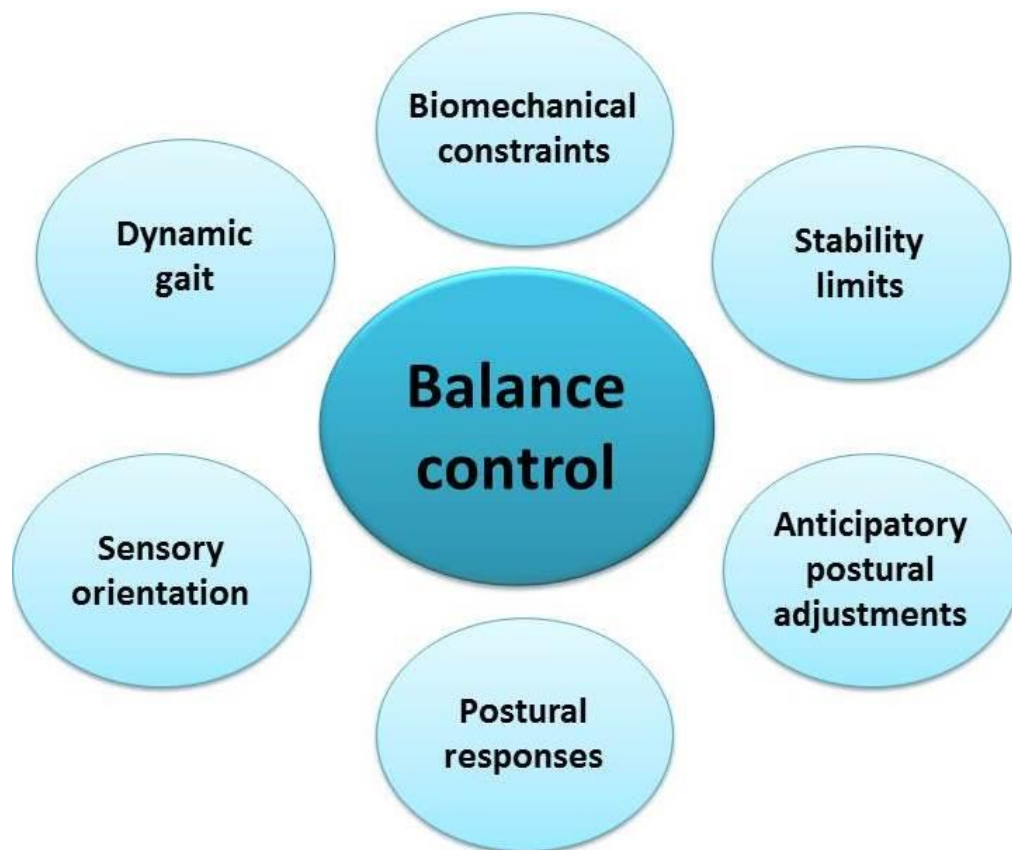 Biomechanical
constraints
Dynamic
gait
Stability
limits
Balance
control
Sensory
orientation
Anticipatory
postural
adjustments
Postural
responses